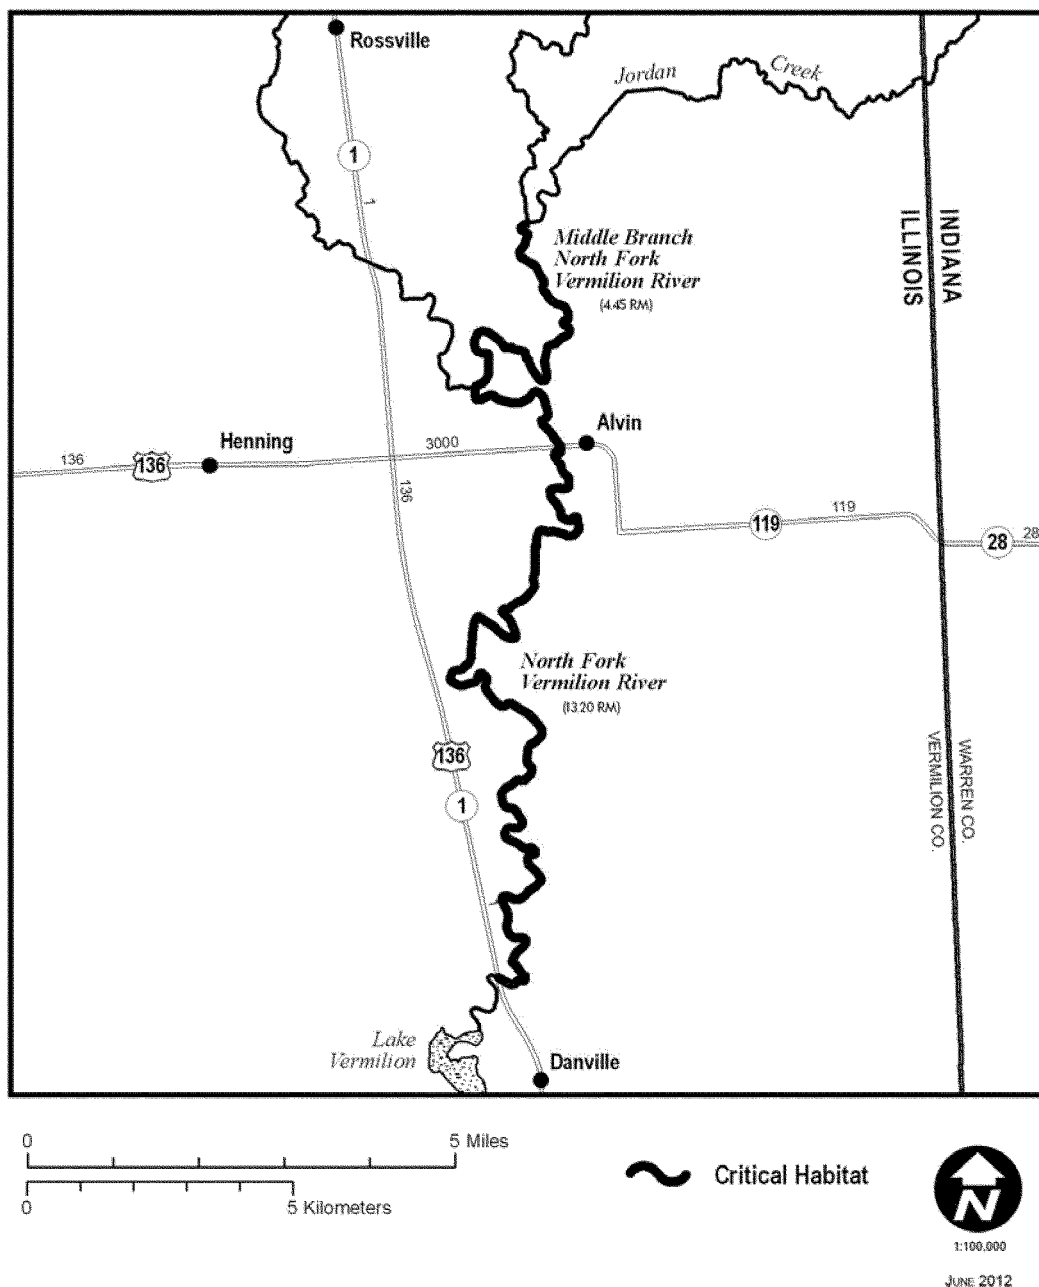 Rossville
Jordan
Creek
1
1
Middle Branch
North Fork
Vermilion River
(4.45 RM)
INDIANA
ILLINOIS
Alvin
Henning
3000
136
136
136
119
119
28
28
North Fork
Vermilion River
(13.20 RM)
136
1
WARREN CO.
VERMILION CO.
Lake
Vermilion
Danville
0
5 Miles
0
5 Kilometers
Critical Habitat
N
1:100,000
JUNE 2012